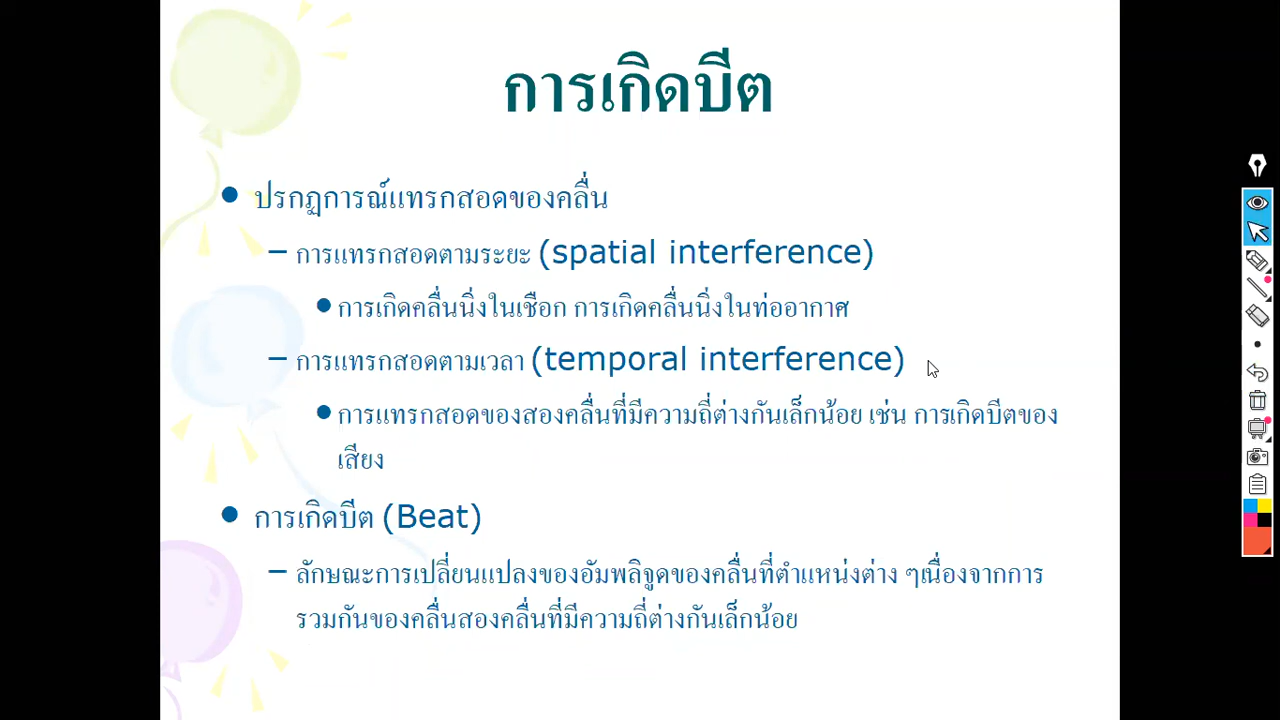 การเกิดบีต
• ปรกฏการณ์แทรกสอดของคลื่น
– การแทรกสอดตามระยะ (spatial interference)
• การเกิดคลื่นนิ่งในเชือก การเกิดคลื่นนิ่งในท่ออากาศ
– การแทรกสอดตามเวลา (temporal interference)
• การแทรกสอดของสองคลื่นที่มีความถี่ต่างกันเล็กน้อย เช่น การเกิดบีตของ
เสียง
• การเกิดบีต (Beat)
– ลักษณะการเปลี่ยนแปลงของอัมพลิจูดของคลื่นที่ตำแหน่งต่าง ๆเนื่องจากการ
รวมกันของคลื่นสองคลื่นที่มีความถี่ต่างกันเล็กน้อย